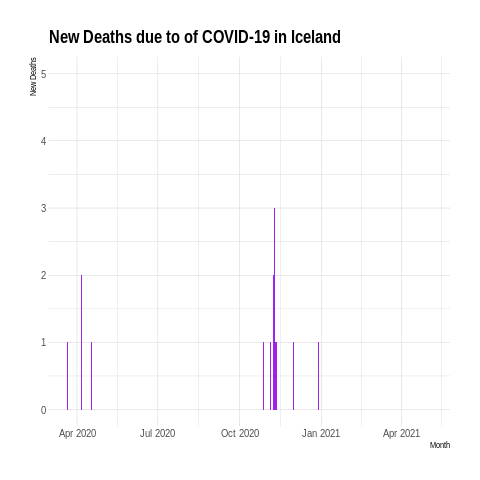 New Deaths due to of COVID-19 in Iceland
New Deaths
5
4
3
2
1
0
Apr 2020 Jul 2020 Oct 2020 Jan 2021 Apr 2021
Month